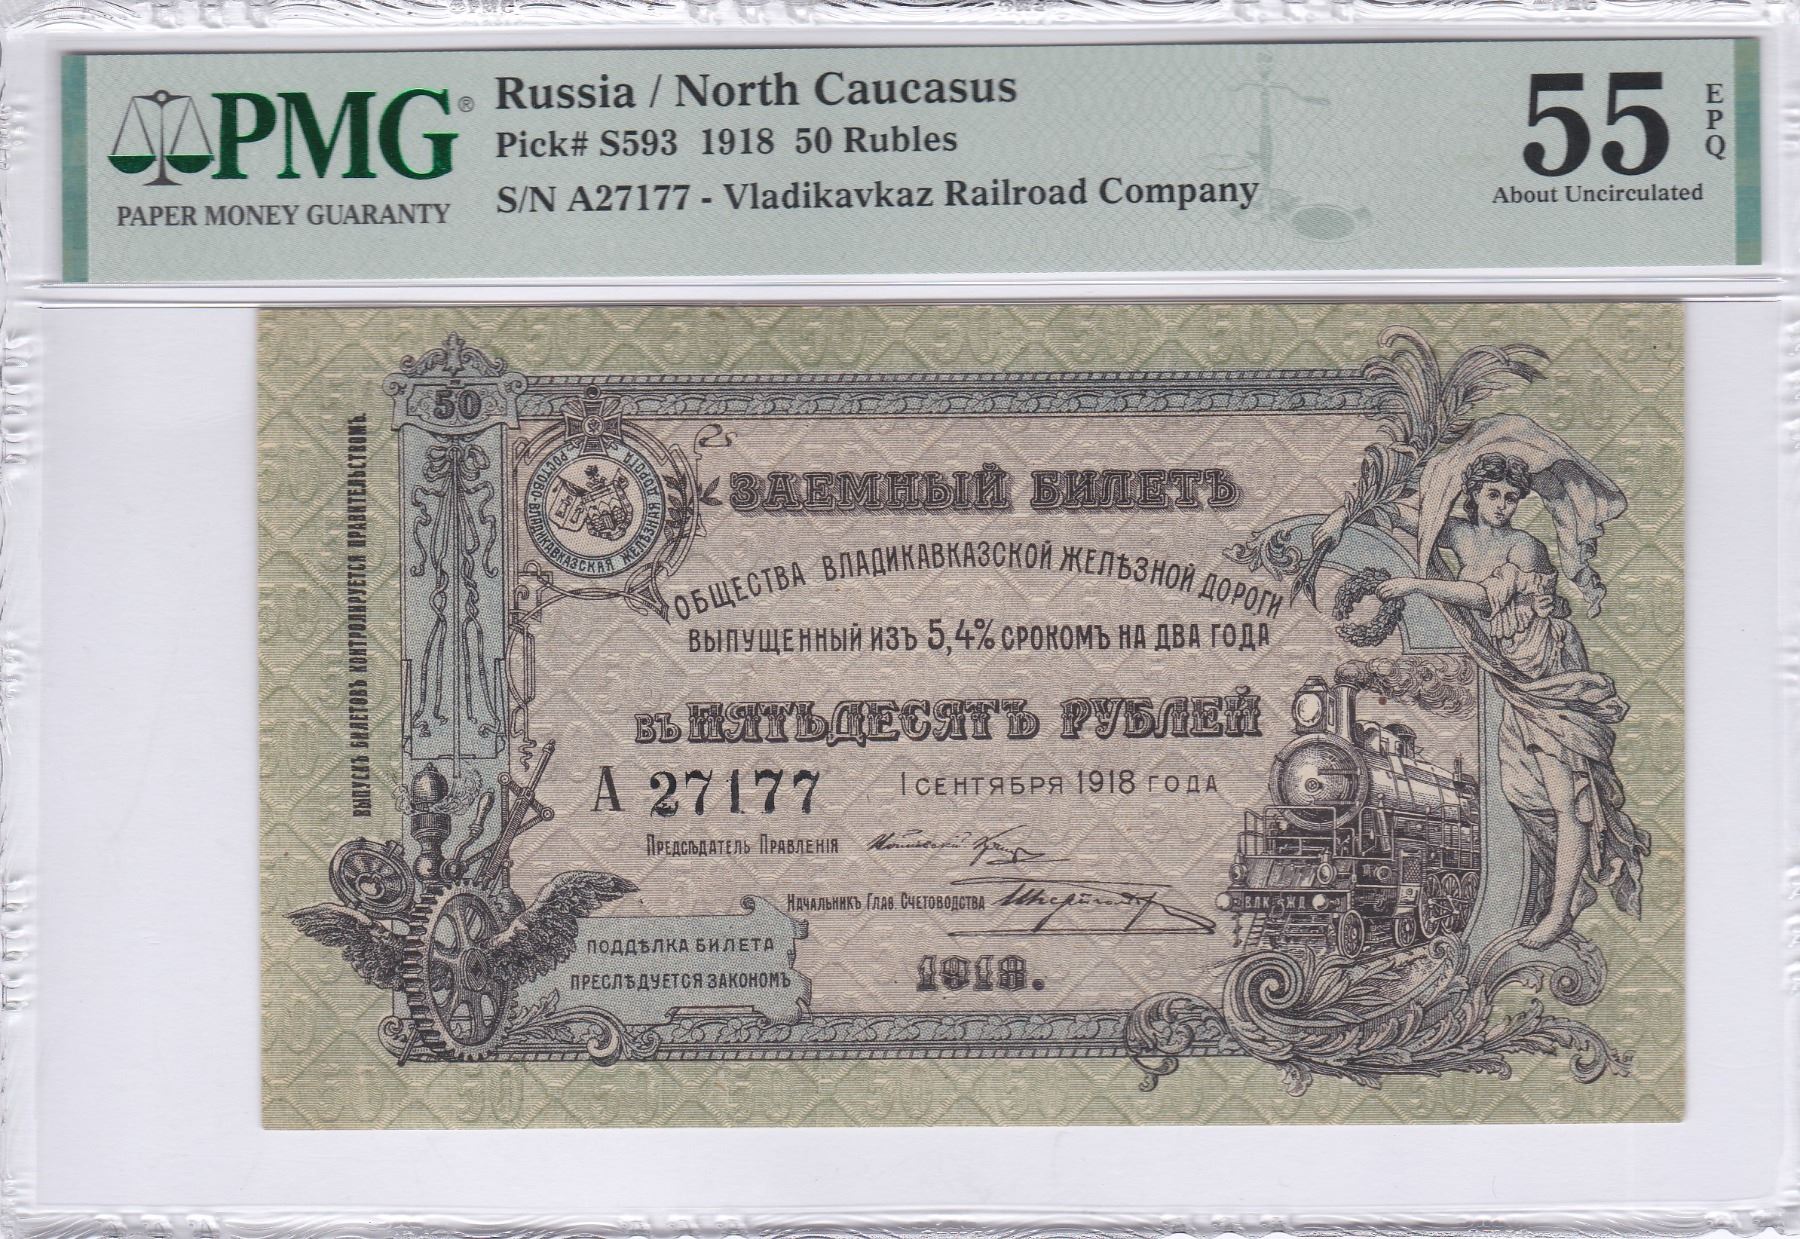 PMG®
PAPER MONEY GUARANTY
Russia / North Caucasus
Pick# S593 1918 50 Rubles
S/N A27177 - Vladikavkaz Railroad Company
55
EPQ
About Uncirculated
50
ВЫПУСКЪ БИЛЕТОВЪ КОНТРОЛИРУЕТСЯ ПРАВИТЕЛЬСТВОМЪ.
РОСТОВО-ВЛАДИКАВКАЗСКАЯ ЖЕЛѢЗНАЯ ДОРОГА
ЗАЕМНЫЙ БИЛЕТЪ
ОБЩЕСТВА ВЛАДИКАВКАЗСКОЙ ЖЕЛѢЗНОЙ ДОРОГИ
ВЫПУЩЕННЫЙ ИЗЪ 5,4% СРОКОМЪ НА ДВА ГОДА
ВЪ ПЯТЬДЕСЯТЪ РУБЛЕЙ
А 27177
1 СЕНТЯБРЯ 1918 ГОДА
ПРЕДСѢДАТЕЛЬ ПРАВЛЕНІЯ
НАЧАЛЬНИКЪ ГЛАВ. СЧЕТОВОДСТВА
ВЛК ЖД
ПОДДѢЛКА БИЛЕТА
ПРЕСЛѢДУЕТСЯ ЗАКОНОМЪ
1918.